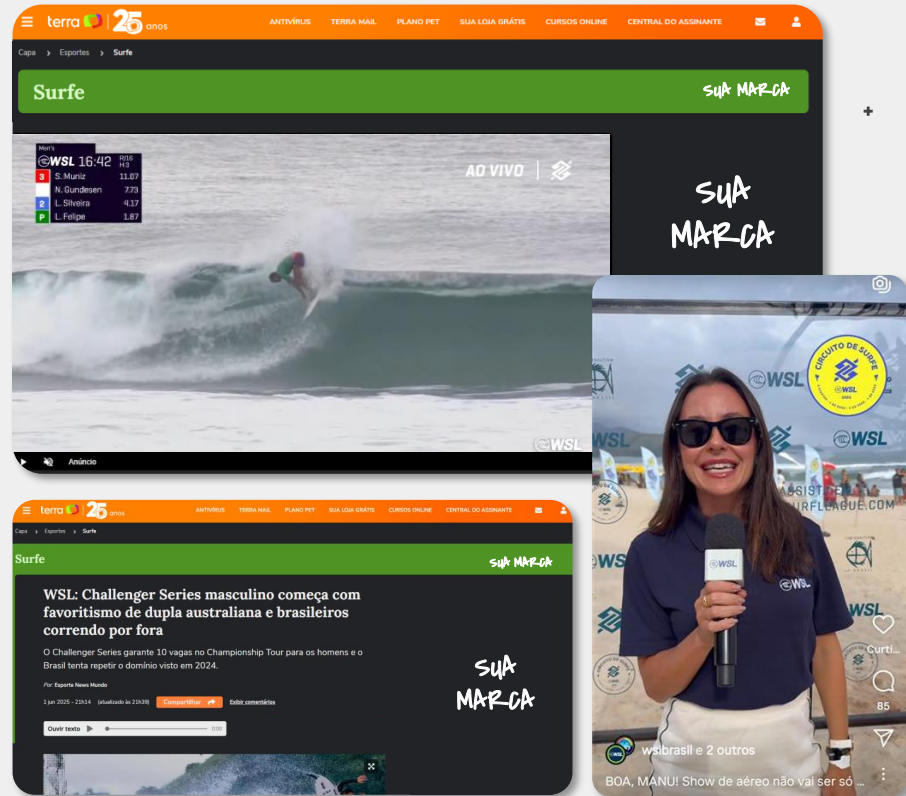 terra 25 anos
ANTIVÍRUS TERRA MAIL PLANO PET SUA LOJA GRÁTIS CURSOS ONLINE CENTRAL DO ASSINANTE
Capa > Esportes > Surfe
Surfe
SUA MARCA
Men's
WSL 16:42 R/16 H3
3 S. Muniz 11.07
N. Gundesen 7.73
2 L. Silveira 4.17
P L. Felipe 1.87
AO VIVO
SUA
MARCA
WSL
Anúncio
terra 25 anos
ANTIVÍRUS TERRA MAIL PLANO PET SUA LOJA GRÁTIS CURSOS ONLINE CENTRAL DO ASSINANTE
Capa > Esportes > Surfe
Surfe
SUA MARCA
WSL: Challenger Series masculino começa com
favoritismo de dupla australiana e brasileiros
correndo por fora
O Challenger Series garante 10 vagas no Championship Tour para os homens e o
Brasil tenta repetir o domínio visto em 2024.
Por: Esporte News Mundo
1 jun 2025 - 21h14 (atualizado às 21h39) Compartilhar Exibir comentários
Ouvir texto 0:00
SUA
MARCA
CIRCUITO DE SURFE
WSL
WSL
WSL
WSL
WSL
WSL
WSL
Curti...
85
wslbrasil e 2 outros
BOA, MANU! Show de aéreo não vai ser só ...